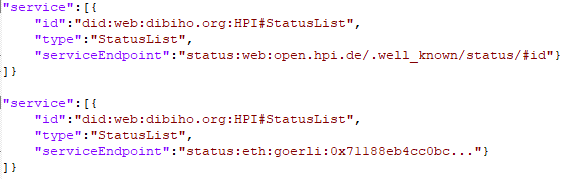 "service":[{
"id":"did:web:dibiho.org:HPI#StatusList",
"type":"StatusList",
"serviceEndpoint":"status:web:open.hpi.de/.well_known/status/#id"}
]}
"service":[{
"id":"did:web:dibiho.org:HPI#StatusList",
"type":"StatusList",
"serviceEndpoint":"status:eth:goerli:0x71188eb4cc0bc..."}
]}